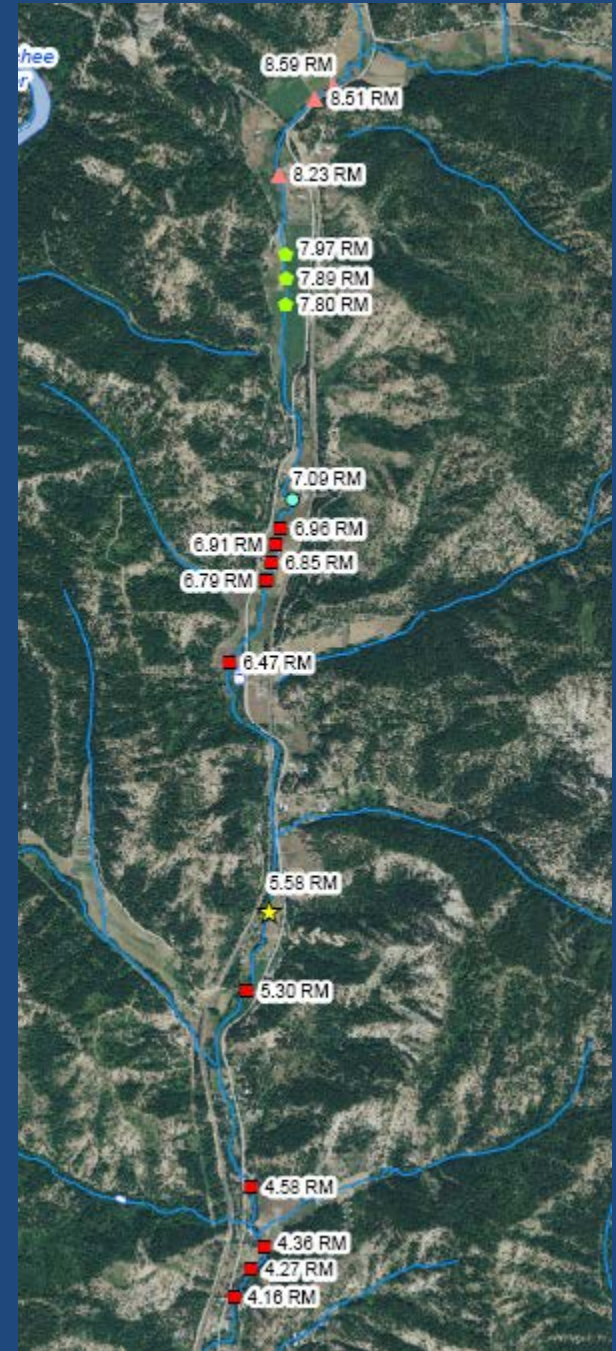 8.59 RM
8.51 RM
8.23 RM
7.97 RM
7.89 RM
7.80 RM
7.09 RM
6.96 RM
6.91 RM
6.85 RM
6.79 RM
6.47 RM
5.58 RM
5.30 RM
4.58 RM
4.36 RM
4.27 RM
4.16 RM